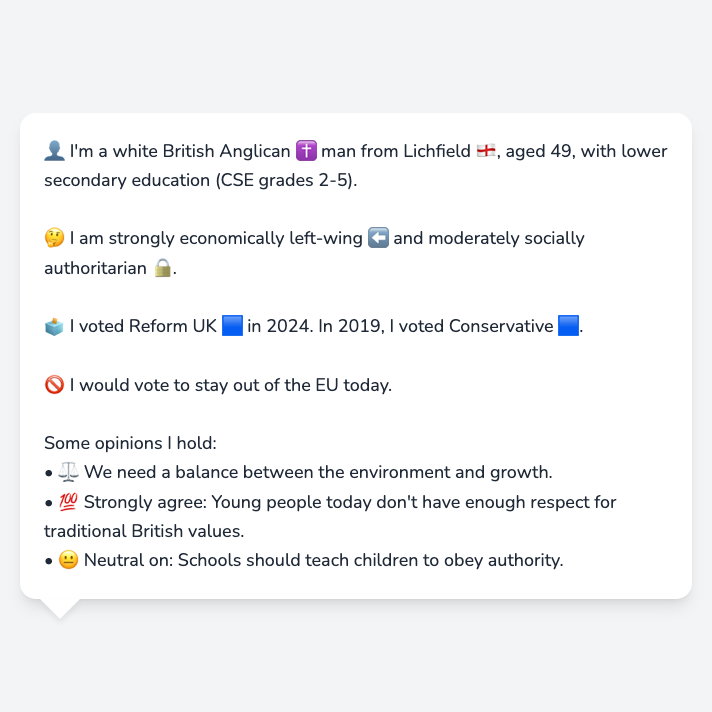 👤 I'm a white British Anglican ✝️ man from Lichfield 🏴󠁧󠁢󠁥󠁮󠁧󠁿, aged 49, with lower
secondary education (CSE grades 2-5).
🤔 I am strongly economically left-wing ⬅️ and moderately socially
authoritarian 🔒.
🗳️ I voted Reform UK 🟦 in 2024. In 2019, I voted Conservative 🟦.
🚫 I would vote to stay out of the EU today.
Some opinions I hold:
• ⚖️ We need a balance between the environment and growth.
• 💯 Strongly agree: Young people today don't have enough respect for
traditional British values.
• 😐 Neutral on: Schools should teach children to obey authority.